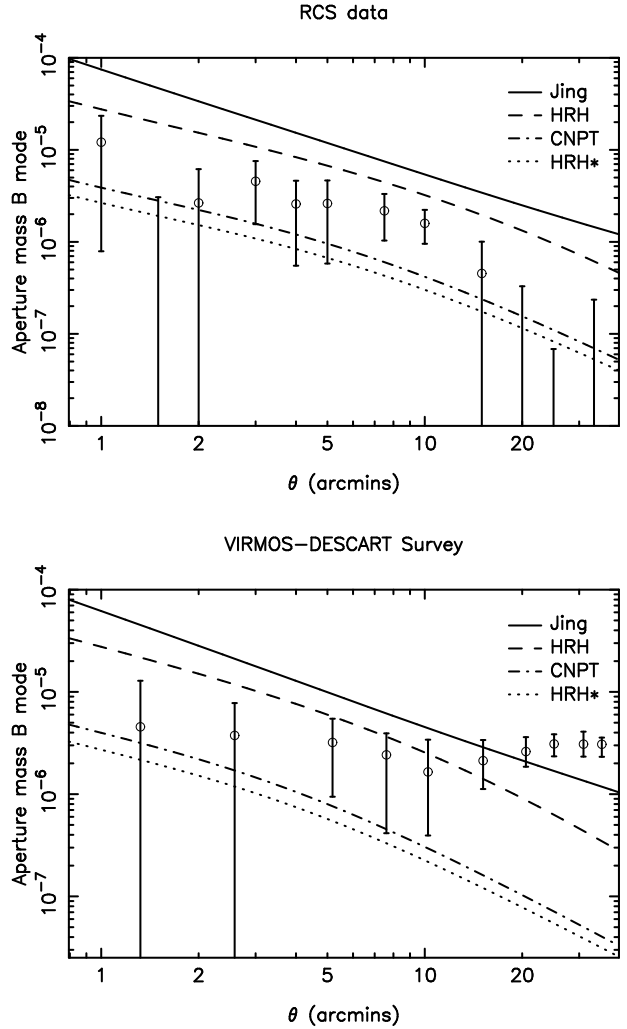 RCS data
Aperture mass B mode
10⁻⁴
10⁻⁵
10⁻⁶
10⁻⁷
10⁻⁸
Jing
HRH
CNPT
HRH*
1 2 5 10 20
θ (arcmins)
VIRMOS−DESCART Survey
Aperture mass B mode
10⁻⁴
10⁻⁵
10⁻⁶
10⁻⁷
Jing
HRH
CNPT
HRH*
1 2 5 10 20
θ (arcmins)